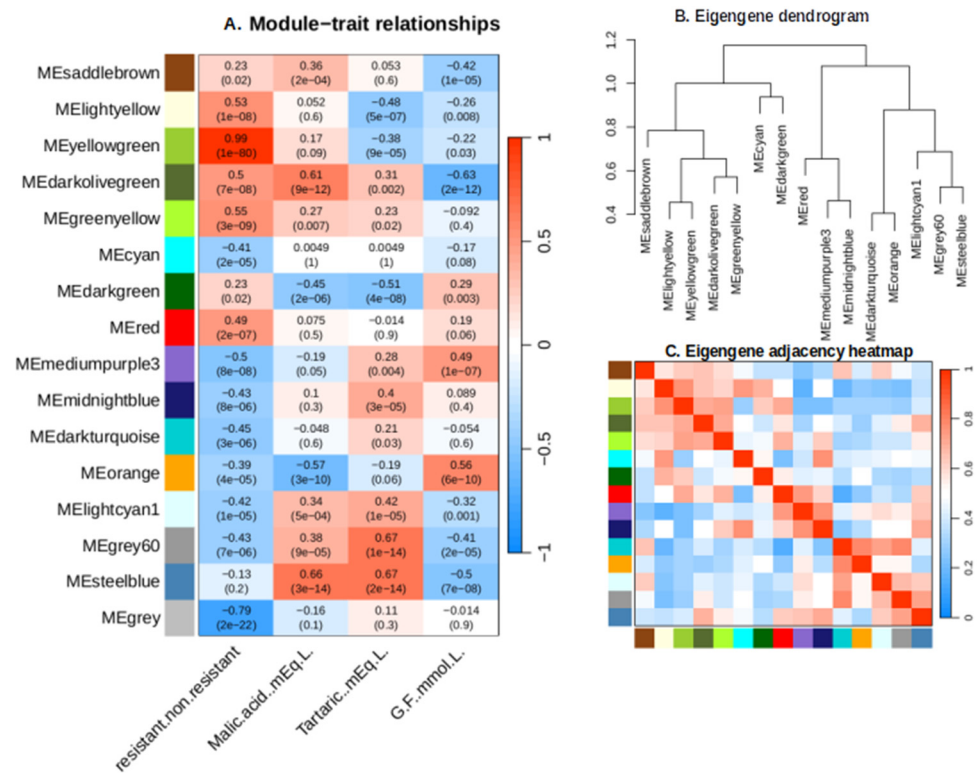 A. Module−trait relationships
MEsaddlebrown 0.23 0.36 0.053 −0.42
(0.02) (2e−04) (0.6) (1e−05)
MElightyellow 0.53 0.052 −0.48 −0.26
(1e−08) (0.6) (5e−07) (0.008)
MEyellowgreen 0.99 0.17 −0.38 −0.22
(1e−80) (0.09) (9e−05) (0.03)
MEdarkolivegreen 0.5 0.61 0.31 −0.63
(7e−08) (9e−12) (0.002) (2e−12)
MEgreenyellow 0.55 0.27 0.23 −0.092
(3e−09) (0.007) (0.02) (0.4)
MEcyan −0.41 0.0049 0.0049 −0.17
(2e−05) (1) (1) (0.08)
MEdarkgreen 0.23 −0.45 −0.51 0.29
(0.02) (2e−06) (4e−08) (0.003)
MEred 0.49 0.075 −0.014 0.19
(2e−07) (0.5) (0.9) (0.06)
MEmediumpurple3 −0.5 −0.19 0.28 0.49
(8e−08) (0.05) (0.004) (1e−07)
MEmidnightblue −0.43 0.1 0.4 0.089
(8e−06) (0.3) (3e−05) (0.4)
MEdarkturquoise −0.45 −0.048 0.21 −0.054
(3e−06) (0.6) (0.03) (0.6)
MEorange −0.39 −0.57 −0.19 0.56
(4e−05) (3e−10) (0.06) (6e−10)
MElightcyan1 −0.42 0.34 0.42 −0.32
(1e−05) (5e−04) (1e−05) (0.001)
MEgrey60 −0.43 0.38 0.67 −0.41
(7e−06) (9e−05) (1e−14) (2e−05)
MEsteelblue −0.13 0.66 0.67 −0.5
(0.2) (3e−14) (2e−14) (7e−08)
MEgrey −0.79 −0.16 0.11 −0.014
(2e−22) (0.1) (0.3) (0.9)
resistant.non.resistant
Malic.acid..mEq.L.
Tartaric..mEq.L.
G.F..mmol.L.
1
0.5
0
−0.5
−1
B. Eigengene dendrogram
1.2
1.0
0.8
0.6
0.4
MEsaddlebrown
MElightyellow
MEyellowgreen
MEdarkolivegreen
MEgreenyellow
MEcyan
MEdarkgreen
MEred
MEmediumpurple3
MEmidnightblue
MEdarkturquoise
MEorange
MElightcyan1
MEgrey60
MEsteelblue
C. Eigengene adjacency heatmap
1
0.8
0.6
0.4
0.2
0